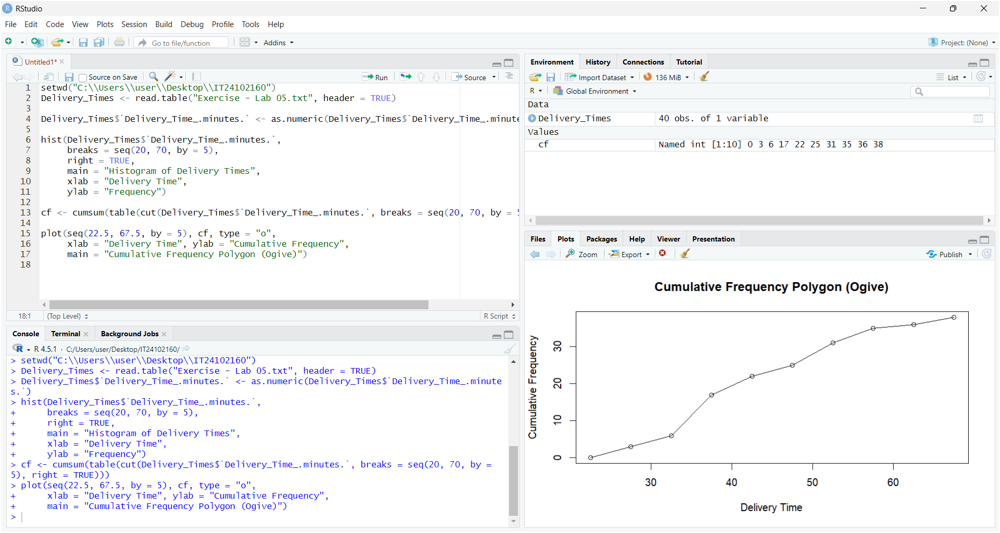 RStudio
File Edit Code View Plots Session Build Debug Profile Tools Help
Go to file/function Addins Project: (None)
Untitled1*
Source on Save Run Source
1 setwd("C:\\Users\\user\\Desktop\\IT24102160")
2 Delivery_Times <- read.table("Exercise - Lab 05.txt", header = TRUE)
3
4 Delivery_Times$`Delivery_Time_.minutes.` <- as.numeric(Delivery_Times$`Delivery_Time_.minute
5
6 hist(Delivery_Times$`Delivery_Time_.minutes.`,
7 breaks = seq(20, 70, by = 5),
8 right = TRUE,
9 main = "Histogram of Delivery Times",
10 xlab = "Delivery Time",
11 ylab = "Frequency")
12
13 cf <- cumsum(table(cut(Delivery_Times$`Delivery_Time_.minutes.`, breaks = seq(20, 70, by = 5
14
15 plot(seq(22.5, 67.5, by = 5), cf, type = "o",
16 xlab = "Delivery Time", ylab = "Cumulative Frequency",
17 main = "Cumulative Frequency Polygon (Ogive)")
18
18:1 (Top Level) R Script
Console Terminal Background Jobs
R R 4.5.1 · C:/Users/user/Desktop/IT24102160/
> setwd("C:\\Users\\user\\Desktop\\IT24102160")
> Delivery_Times <- read.table("Exercise - Lab 05.txt", header = TRUE)
> Delivery_Times$`Delivery_Time_.minutes.` <- as.numeric(Delivery_Times$`Delivery_Time_.minute
s.`)
> hist(Delivery_Times$`Delivery_Time_.minutes.`,
+ breaks = seq(20, 70, by = 5),
+ right = TRUE,
+ main = "Histogram of Delivery Times",
+ xlab = "Delivery Time",
+ ylab = "Frequency")
> cf <- cumsum(table(cut(Delivery_Times$`Delivery_Time_.minutes.`, breaks = seq(20, 70, by =
5), right = TRUE)))
> plot(seq(22.5, 67.5, by = 5), cf, type = "o",
+ xlab = "Delivery Time", ylab = "Cumulative Frequency",
+ main = "Cumulative Frequency Polygon (Ogive)")
>
Environment History Connections Tutorial
Import Dataset 136 MiB List
R Global Environment
Data
Delivery_Times 40 obs. of 1 variable
Values
cf Named int [1:10] 0 3 6 17 22 25 31 35 36 38
Files Plots Packages Help Viewer Presentation
Zoom Export Publish
Cumulative Frequency Polygon (Ogive)
Cumulative Frequency
30
20
10
0
30 40 50 60
Delivery Time